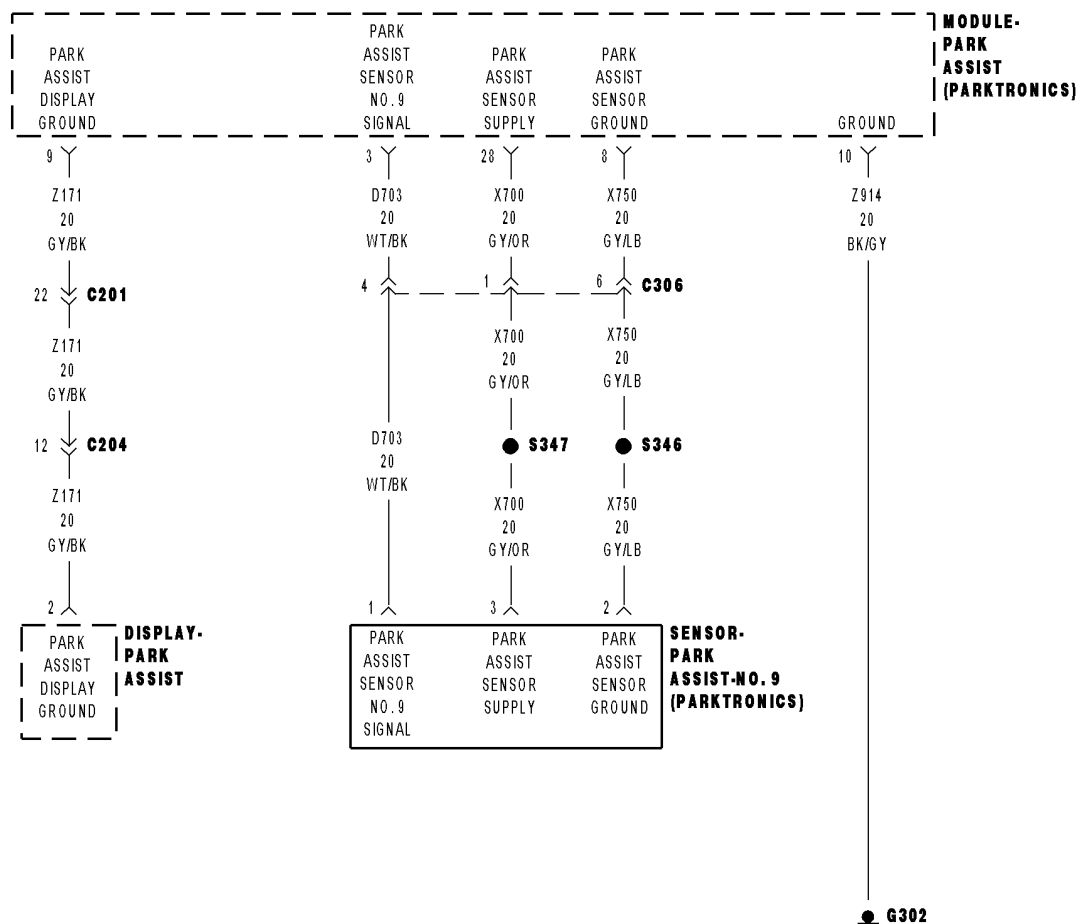 MODULE-
PARK
ASSIST
(PARKTRONICS)
PARK
ASSIST
DISPLAY
GROUND
PARK
ASSIST
SENSOR
NO.9
SIGNAL
PARK
ASSIST
SENSOR
SUPPLY
PARK
ASSIST
SENSOR
GROUND
GROUND
9
3
28
8
10
Z171
20
GY/BK
D703
20
WT/BK
X700
20
GY/OR
X750
20
GY/LB
Z914
20
BK/GY
22
C201
4
1
6
C306
Z171
20
GY/BK
X700
20
GY/OR
X750
20
GY/LB
12
C204
D703
20
WT/BK
S347
S346
Z171
20
GY/BK
X700
20
GY/OR
X750
20
GY/LB
2
1
3
2
PARK
ASSIST
DISPLAY
GROUND
DISPLAY-
PARK
ASSIST
PARK
ASSIST
SENSOR
NO.9
SIGNAL
PARK
ASSIST
SENSOR
SUPPLY
PARK
ASSIST
SENSOR
GROUND
SENSOR-
PARK
ASSIST-NO.9
(PARKTRONICS)
G302